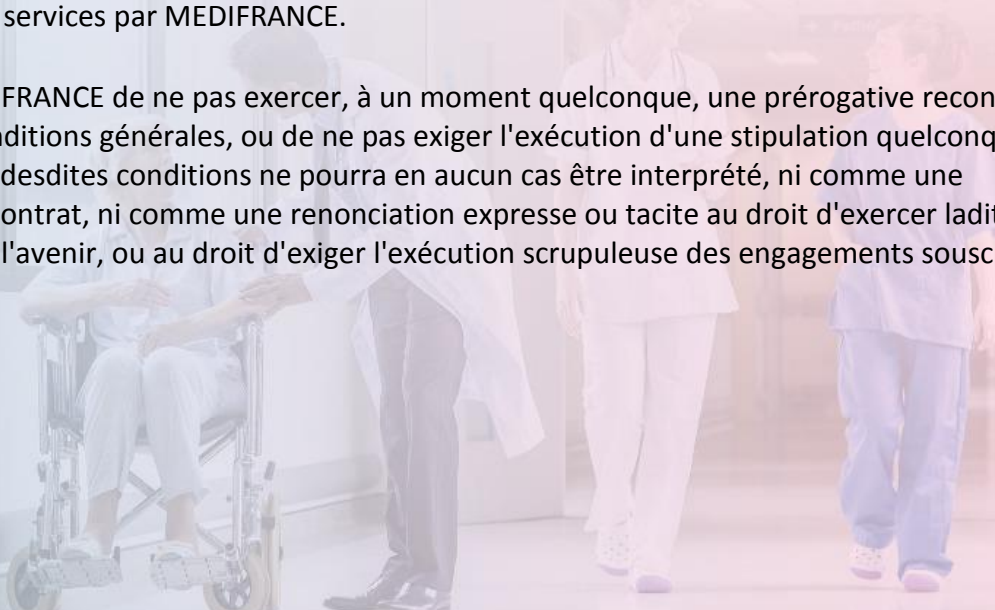 services par MEDIFRANCE.
FRANCE de ne pas exercer, à un moment quelconque, une prérogative recon
nditions générales, ou de ne pas exiger l'exécution d'une stipulation quelconq
desdites conditions ne pourra en aucun cas être interprété, ni comme une
ontrat, ni comme une renonciation expresse ou tacite au droit d'exercer ladit
l'avenir, ou au droit d'exiger l'exécution scrupuleuse des engagements sousc